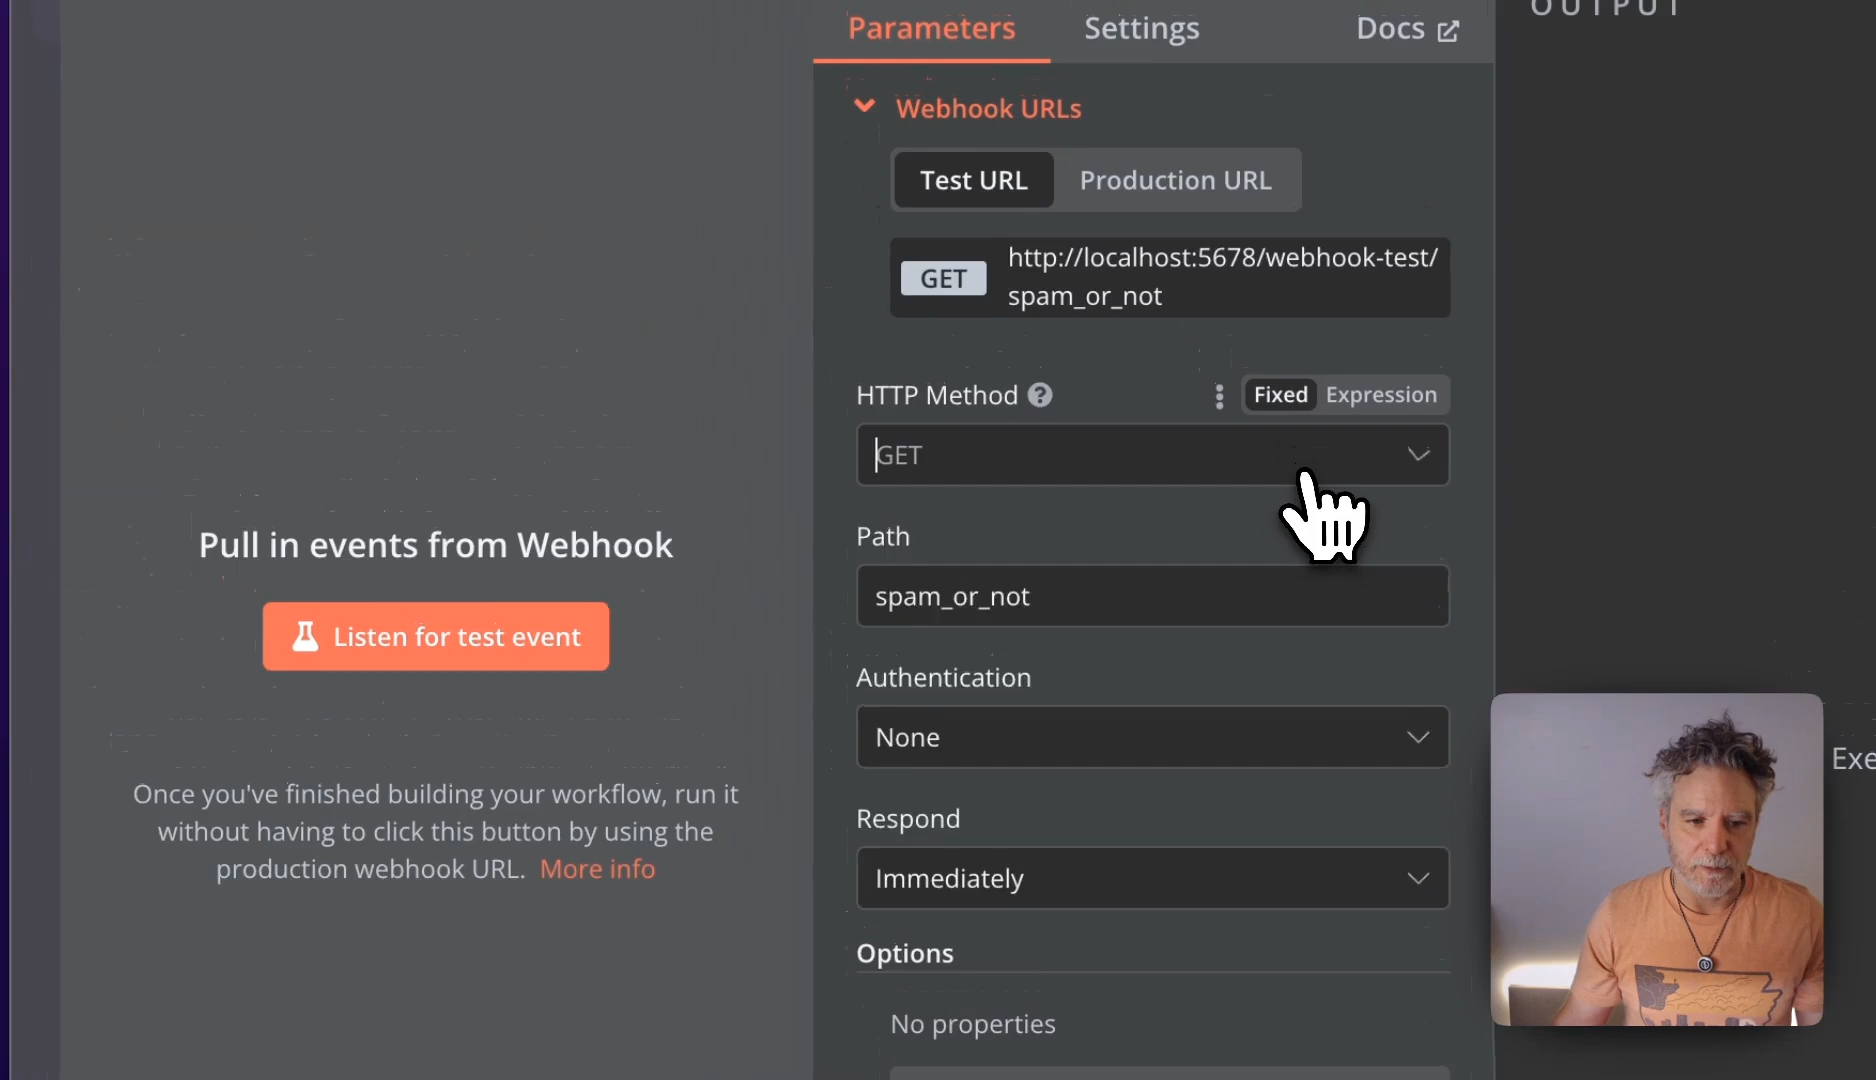 OUTPUT
Parameters
Settings
Docs
Webhook URLs
Test URL
Production URL
GET
http://localhost:5678/webhook-test/
spam_or_not
HTTP Method
Fixed
Expression
GET
Path
spam_or_not
Pull in events from Webhook
Listen for test event
Authentication
None
Once you've finished building your workflow, run it
without having to click this button by using the
production webhook URL. More info
Respond
Immediately
Options
No properties
Exe